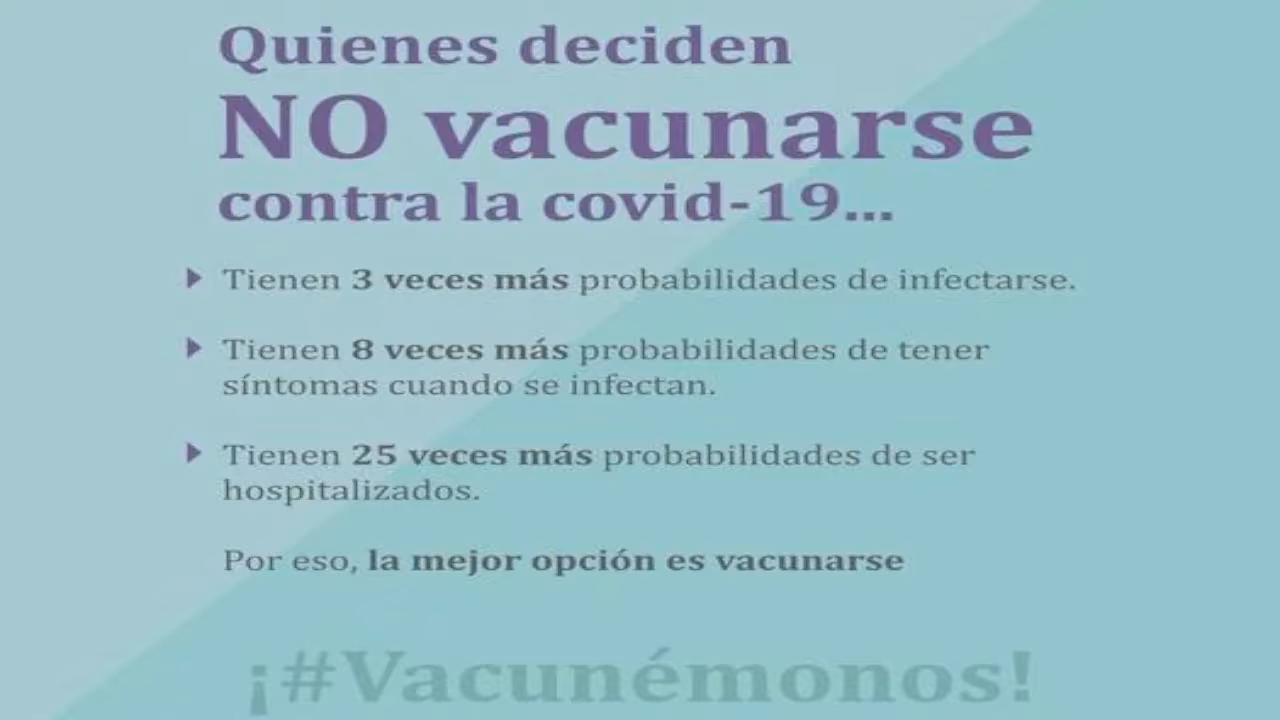 Quienes deciden
NO vacunarse
contra la covid-19...
Tienen 3 veces más probabilidades de infectarse.
Tienen 8 veces más probabilidades de tener
síntomas cuando se infectan.
Tienen 25 veces más probabilidades de ser
hospitalizados.
Por eso, la mejor opción es vacunarse
¡#Vacunémonos!